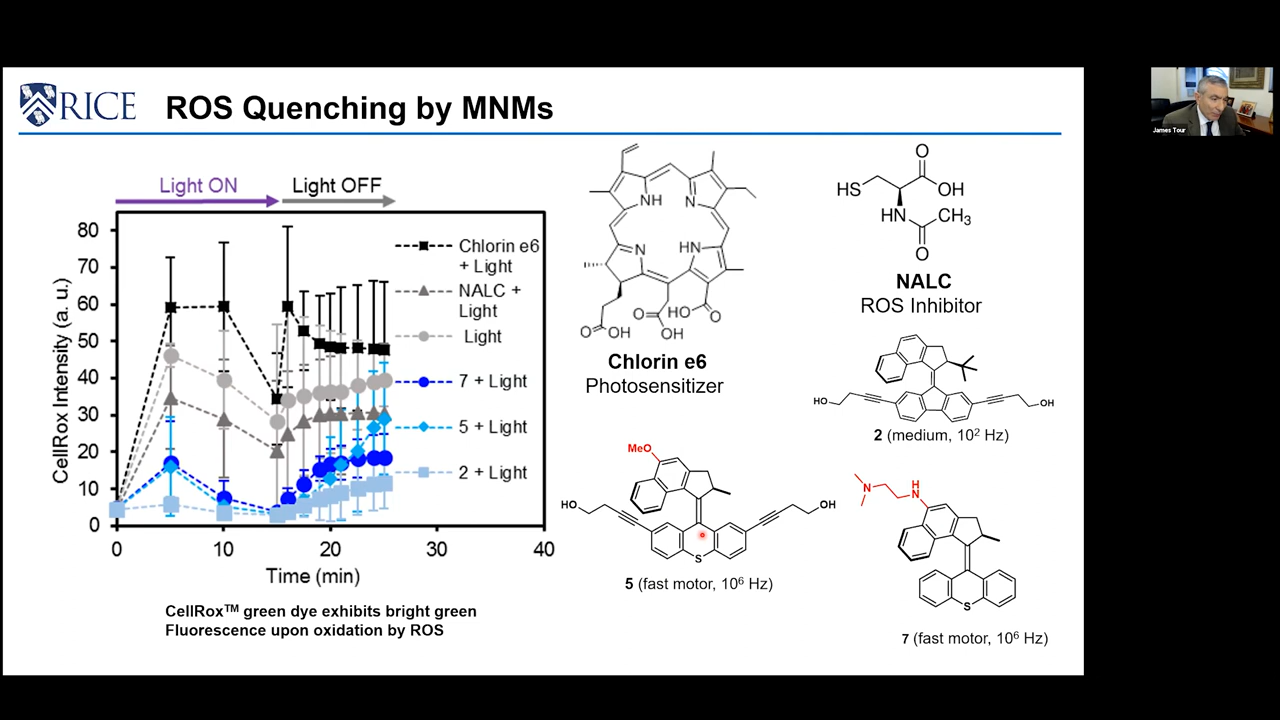 RICE
ROS Quenching by MNMs
James Tour
Light ON
Light OFF
CellRox Intensity (a. u.)
80
70
60
50
40
30
20
10
0
0
10
20
30
40
Time (min)
Chlorin e6
+ Light
NALC +
Light
Light
7 + Light
5 + Light
2 + Light
CellRox™ green dye exhibits bright green
Fluorescence upon oxidation by ROS
NH
N
N
HN
HO
O
O
OH
O
OH
Chlorin e6
Photosensitizer
O
HS
OH
HN
CH₃
O
NALC
ROS Inhibitor
HO
OH
2 (medium, 10² Hz)
MeO
HO
OH
S
5 (fast motor, 10⁶ Hz)
N
H
N
S
7 (fast motor, 10⁶ Hz)